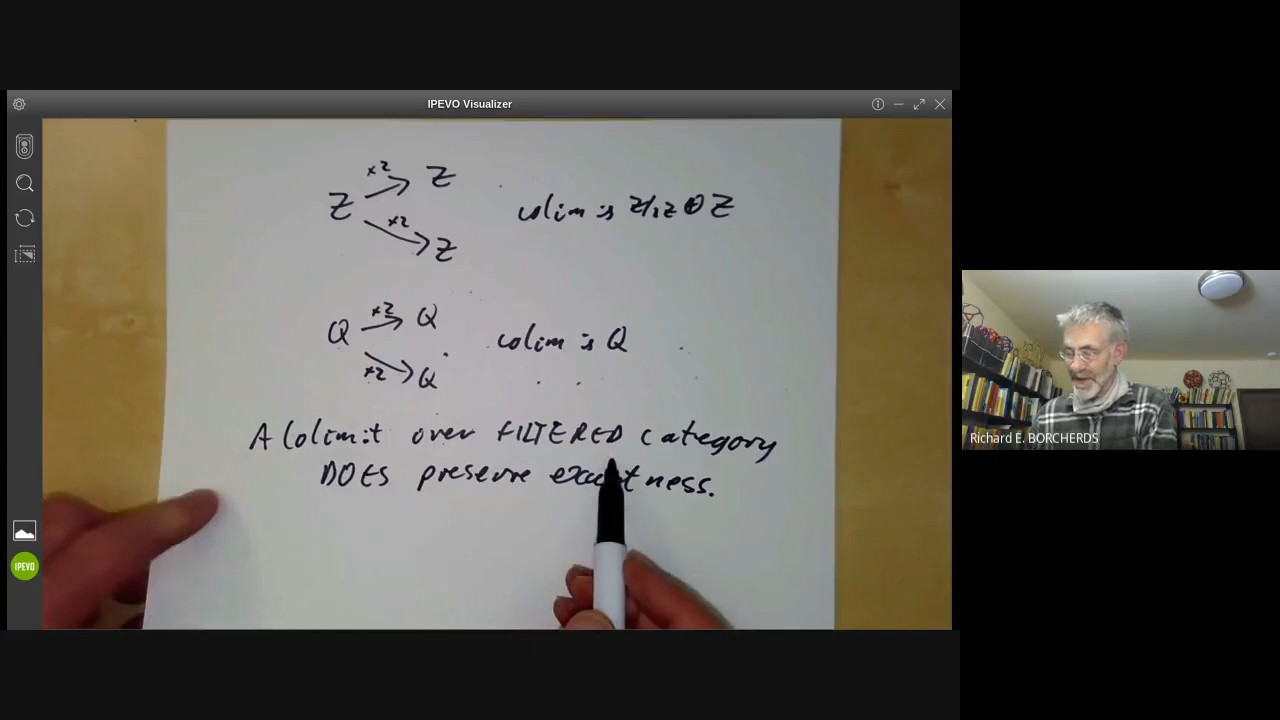 IPEVO Visualizer
×2
Z
Z
colim is Z/2Z ⊕ Z
×2
Z
×2
Q
Q
colim is Q
×2
Q
A Colimit over FILTERED category
DOES preserve exactness.
Richard E. BORCHERDS
IPEVO